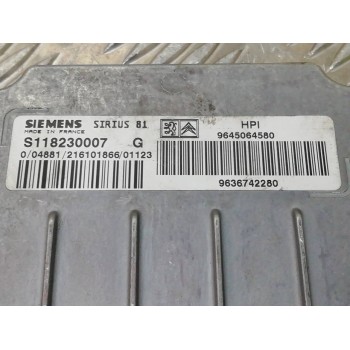 SIEMENS SIRIUS 81
MADE IN FRANCE
S118230007 G
0/04881/216101866/01123
HPI
9645064580
9636742280